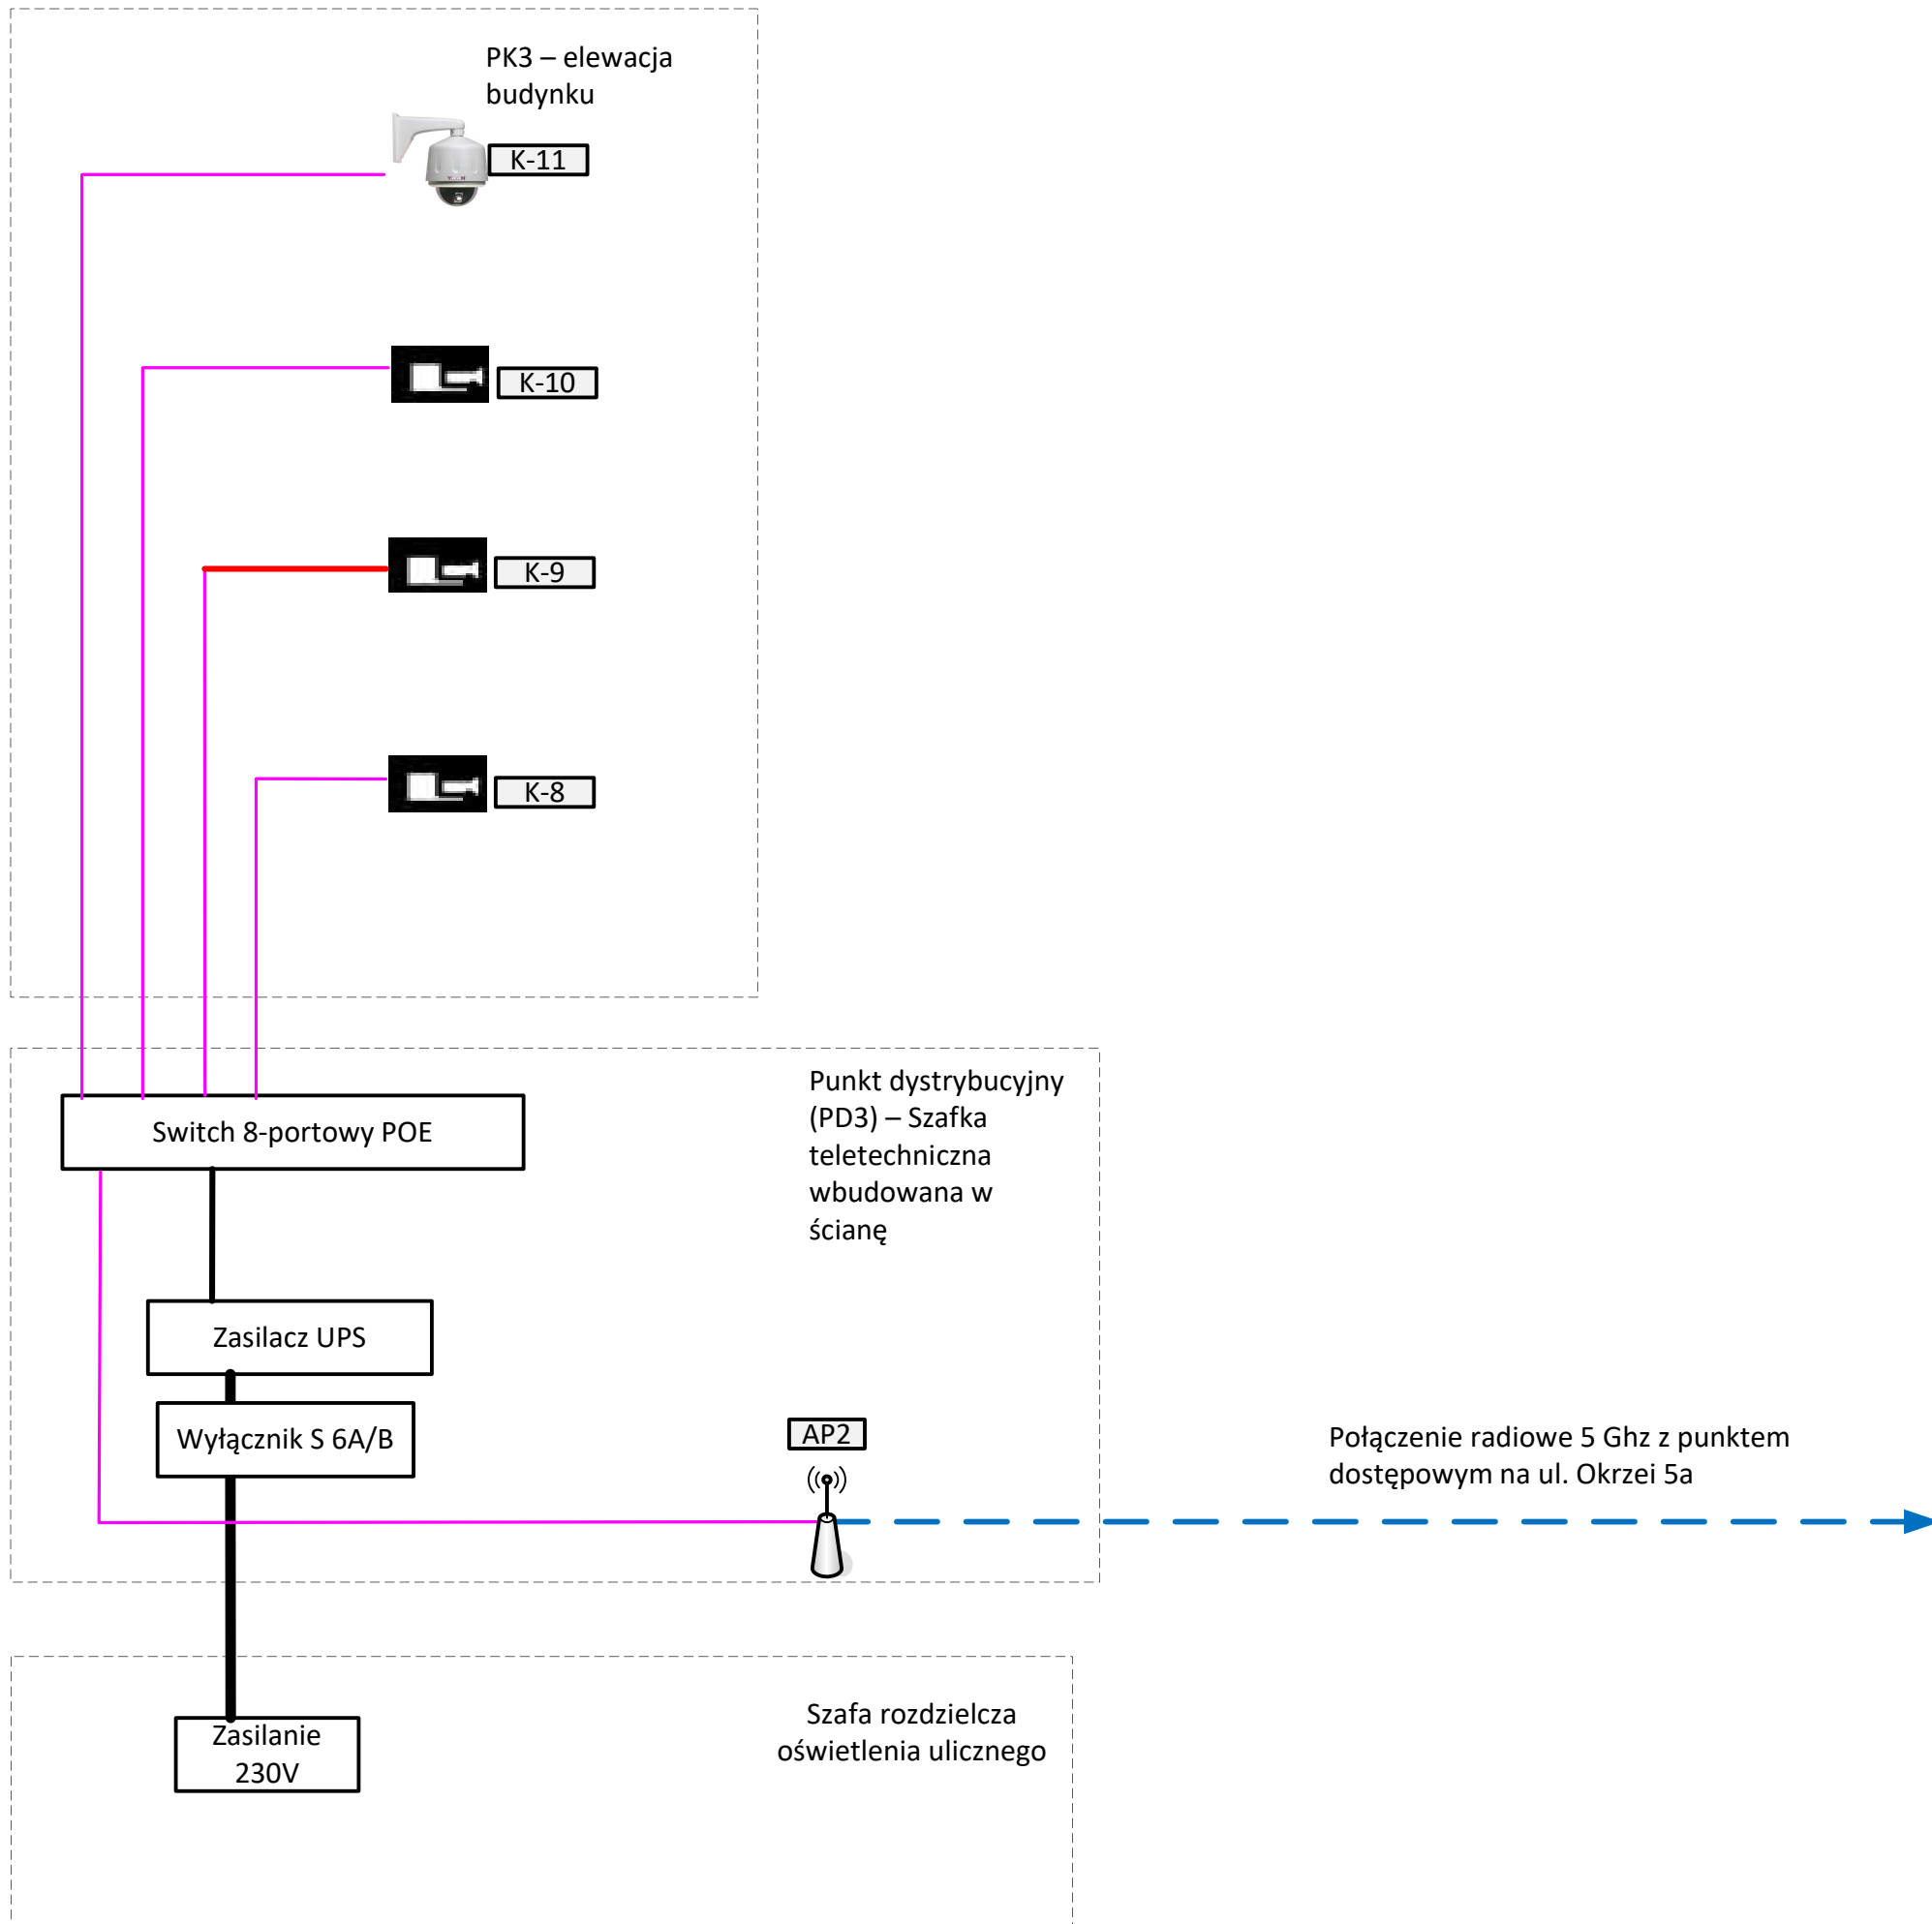 PK3 – elewacja
budynku
K-11
K-10
K-9
K-8
Punkt dystrybucyjny
(PD3) – Szafka
teletechniczna
wbudowana w
ścianę
Switch 8-portowy POE
Zasilacz UPS
Wyłącznik S 6A/B
AP2
Połączenie radiowe 5 Ghz z punktem
dostępowym na ul. Okrzei 5a
Szafa rozdzielcza
oświetlenia ulicznego
Zasilanie
230V